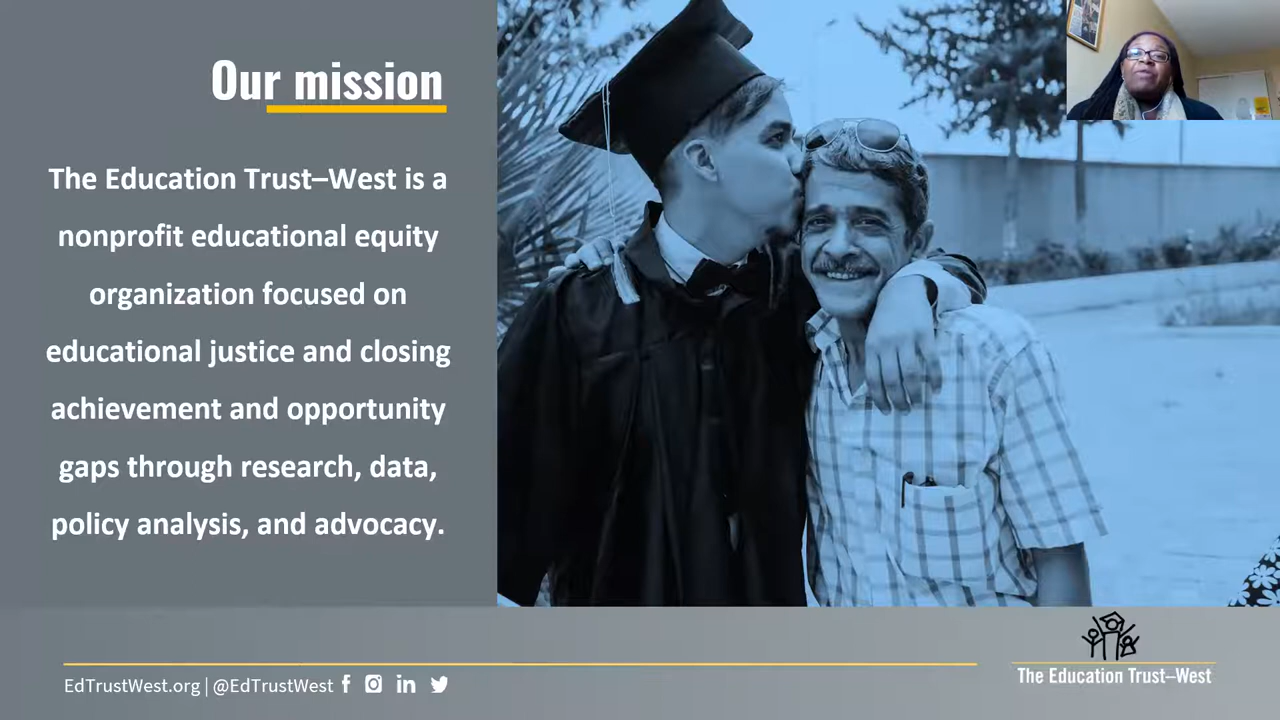 Our mission
The Education Trust–West is a
nonprofit educational equity
organization focused on
educational justice and closing
achievement and opportunity
gaps through research, data,
policy analysis, and advocacy.
EdTrustWest.org | @EdTrustWest
The Education Trust–West